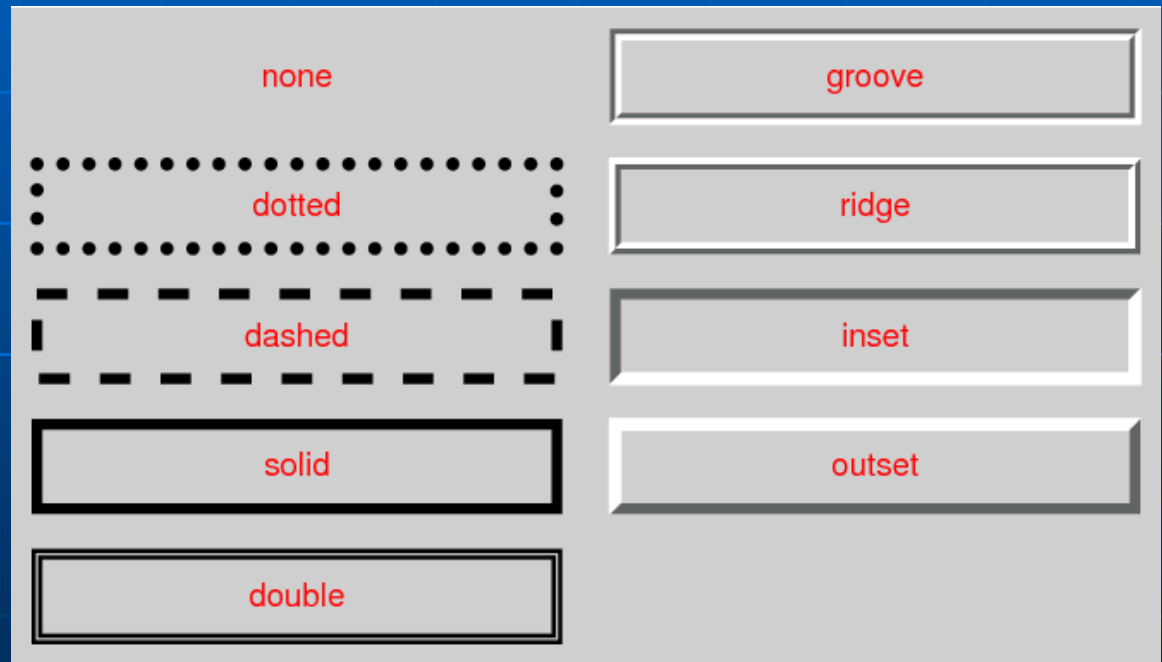 none
dotted
dashed
solid
double
groove
ridge
inset
outset